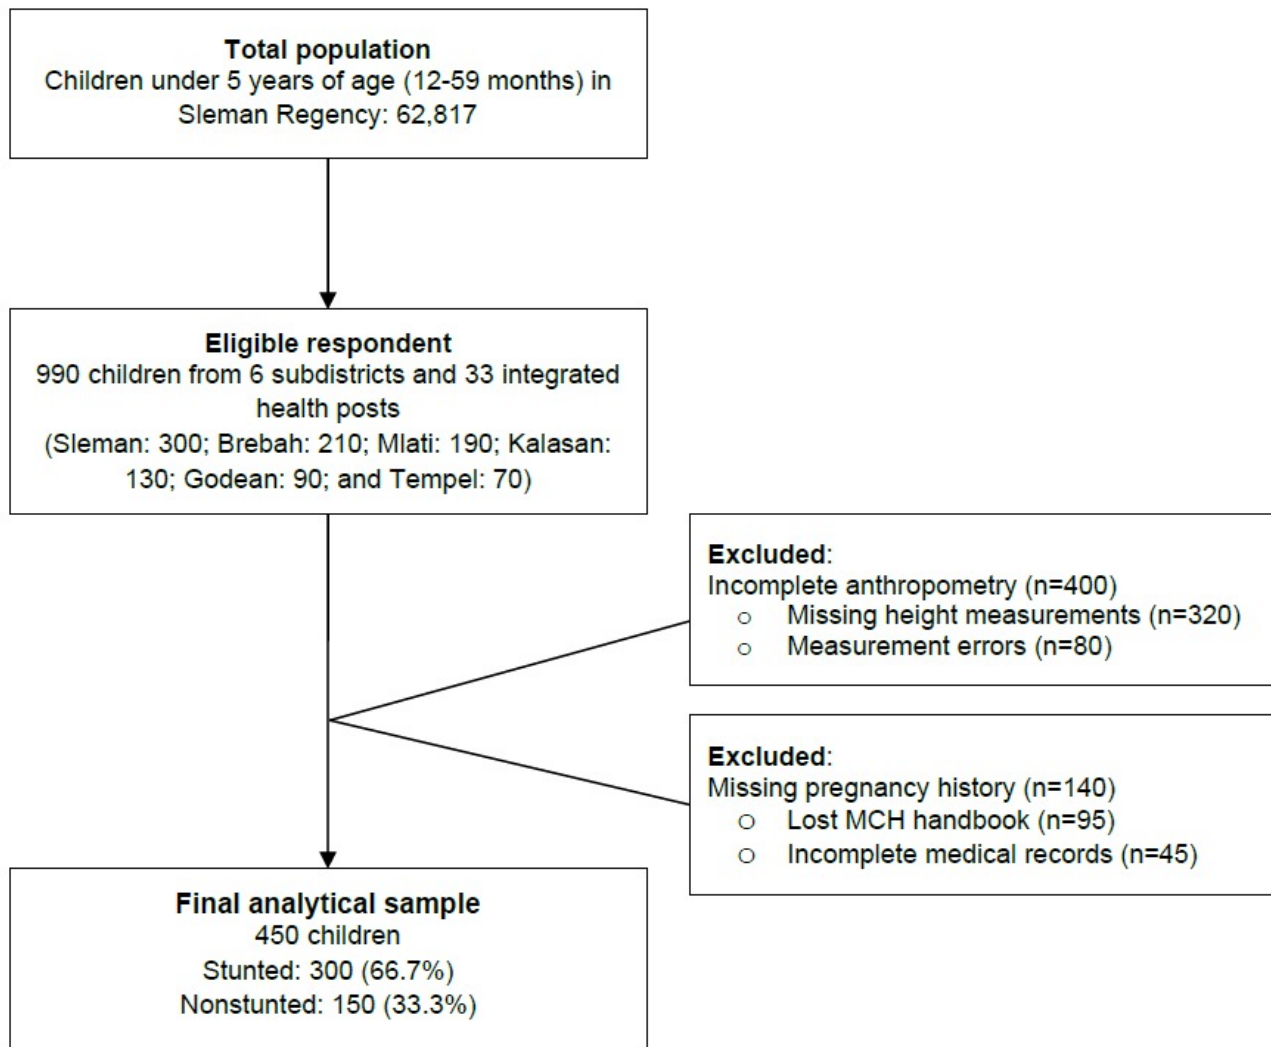 Total population
Children under 5 years of age (12-59 months) in
Sleman Regency: 62,817
Eligible respondent
990 children from 6 subdistricts and 33 integrated
health posts
(Sleman: 300; Brebah: 210; Mlati: 190; Kalasan:
130; Godean: 90; and Tempel: 70)
Excluded:
Incomplete anthropometry (n=400)
o Missing height measurements (n=320)
o Measurement errors (n=80)
Excluded:
Missing pregnancy history (n=140)
o Lost MCH handbook (n=95)
o Incomplete medical records (n=45)
Final analytical sample
450 children
Stunted: 300 (66.7%)
Nonstunted: 150 (33.3%)